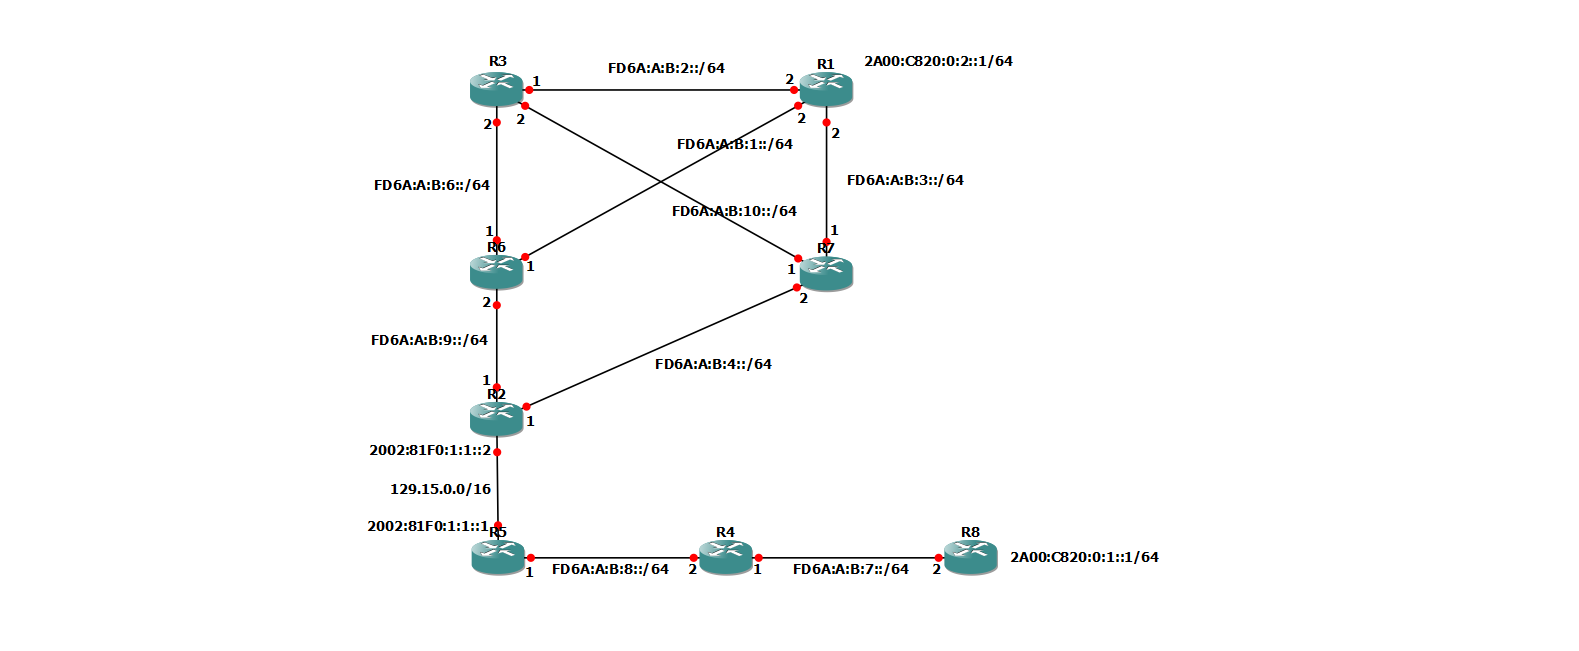 R3
R1
2A00:C820:0:2::1/64
1
FD6A:A:B:2::/64
2
2
2
2
2
FD6A:A:B:1::/64
FD6A:A:B:6::/64
FD6A:A:B:3::/64
FD6A:A:B:10::/64
1
1
R6
R7
1
1
2
2
FD6A:A:B:9::/64
FD6A:A:B:4::/64
1
R2
1
2002:81F0:1:1::2
129.15.0.0/16
2002:81F0:1:1::1
R5
R4
R8
1
FD6A:A:B:8::/64
2
1
FD6A:A:B:7::/64
2
2A00:C820:0:1::1/64